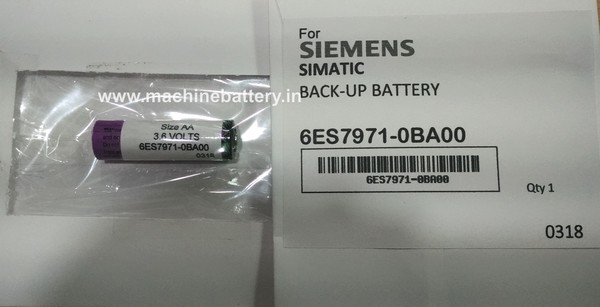 www.machinebattery.in
Size AA
3.6 VOLTS
6ES7971-0BA00
0318
For
SIEMENS
SIMATIC
BACK-UP BATTERY
6ES7971-0BA00
6ES7971-0BA00
Qty 1
0318